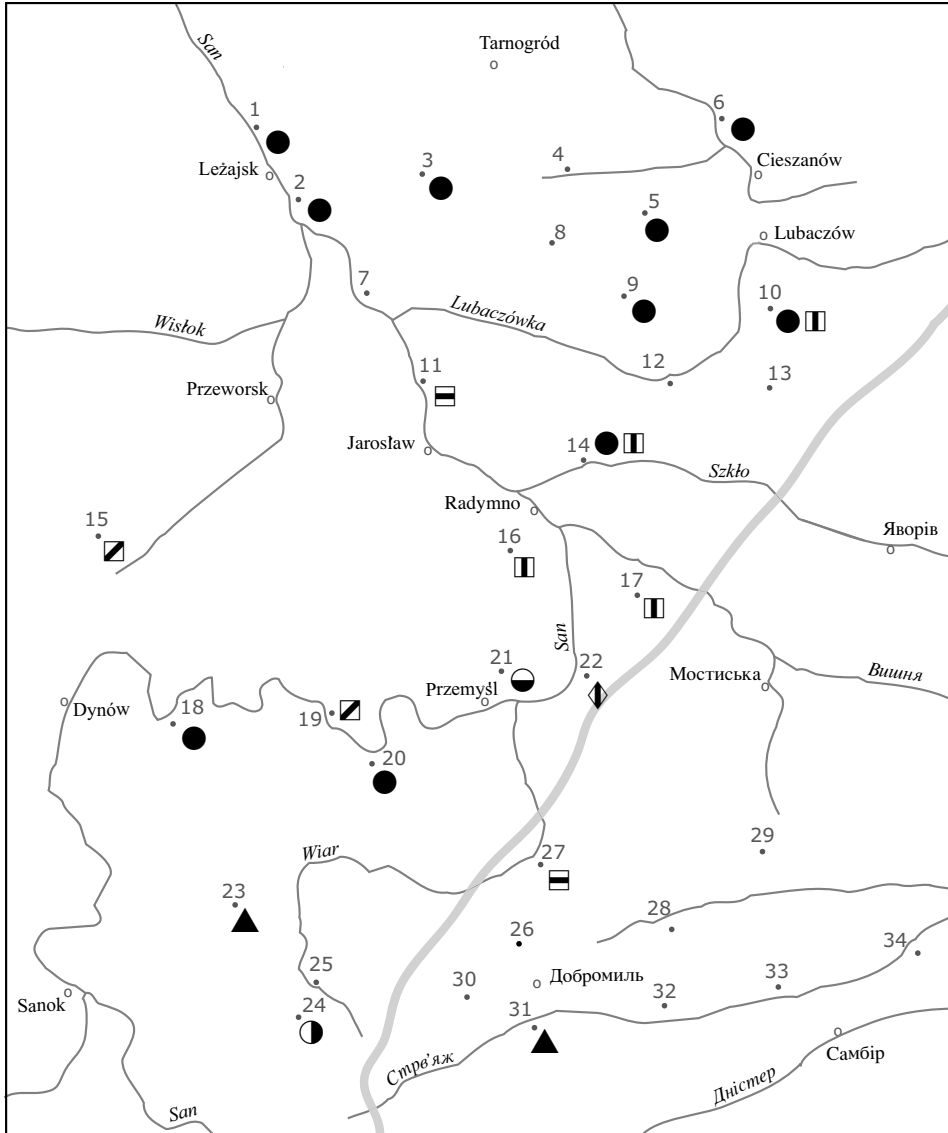 San
Tarnogród
1
6
3
4
Leżajsk
Cieszanów
2
5
8
Lubaczów
7
9
10
Wisłok
Lubaczówka
11
12
13
Przeworsk
14
Jarosław
Szkło
Radymno
15
16
Яворів
17
San
21
22
Przemyśl
Мостиська
Вишня
Dynów
18
19
20
29
Wiar
27
23
28
26
34
25
30
Добромиль
33
Sanok
24
31
32
Стрв’яж
Самбір
Дністер
San